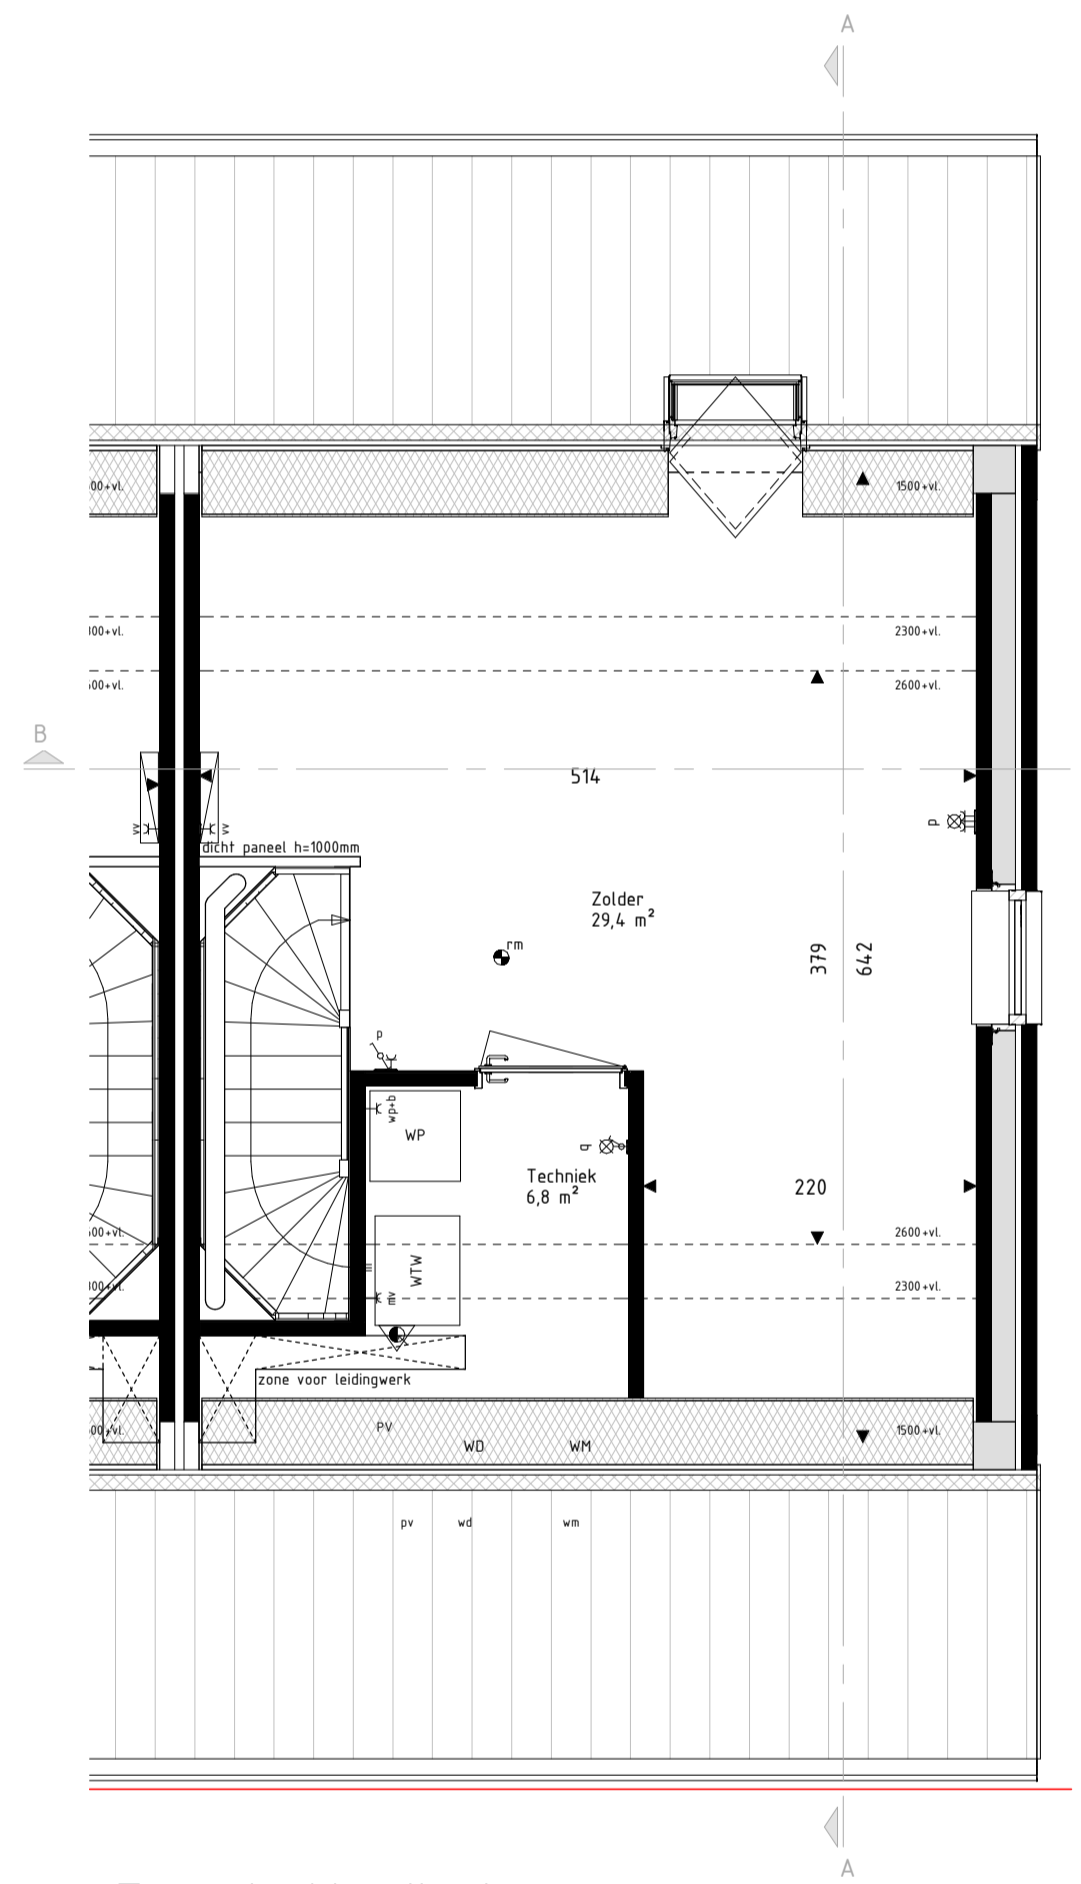 A
1500+vl.
2300+vl.
2600+vl.
B
514
vv
vv
p
dicht paneel h=1000mm
Zolder
29,4 m²
rm
379
642
p
wp+b
WP
q
Techniek
6,8 m²
220
WTW
mv
2600+vl.
2300+vl.
zone voor leidingwerk
PV
WD
WM
1500+vl.
pv
wd
wm
A